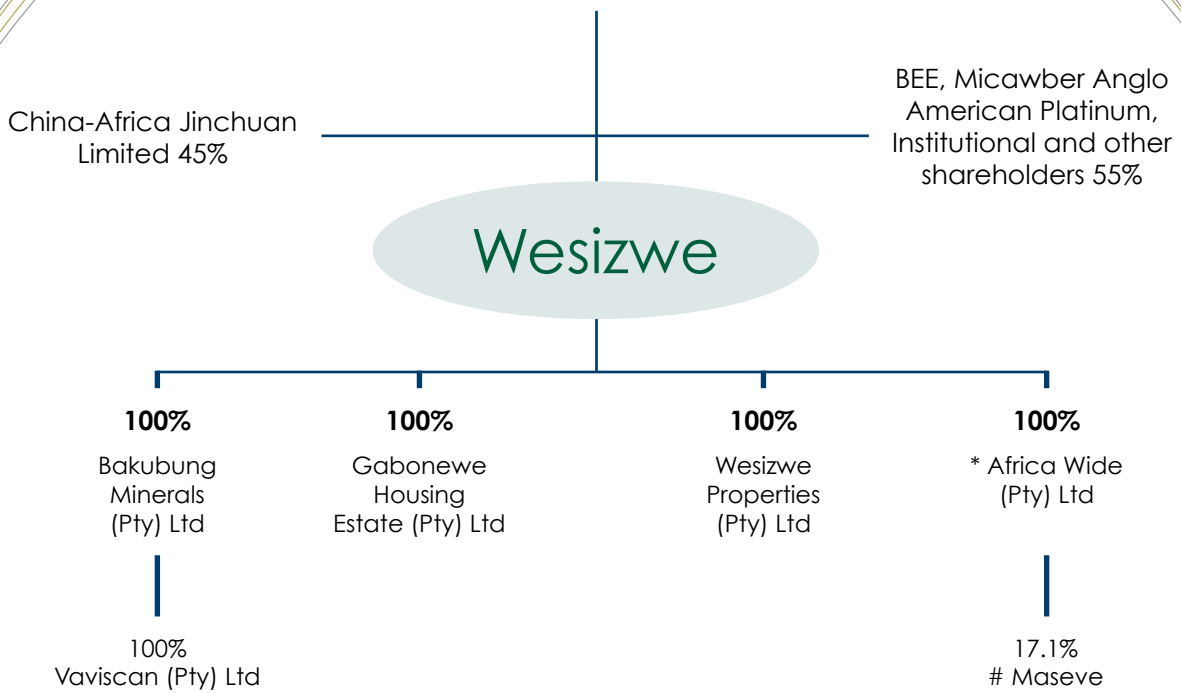 China-Africa Jinchuan
Limited 45%
BEE, Micawber Anglo
American Platinum,
Institutional and other
shareholders 55%
Wesizwe
100%
Bakubung
Minerals
(Pty) Ltd
100%
Gabonewe
Housing
Estate (Pty) Ltd
100%
Wesizwe
Properties
(Pty) Ltd
100%
* Africa Wide
(Pty) Ltd
100%
Vaviscan (Pty) Ltd
17.1%
# Maseve